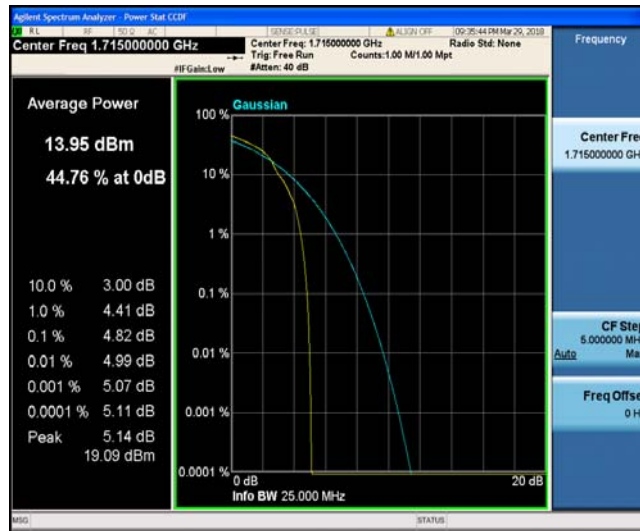 Agilent Spectrum Analyzer - Power Stat CCDF
RL RF 50 Ω AC SENSE:PULSE ALIGN OFF 09:35:44 PM Mar 29, 2018
Center Freq 1.715000000 GHz
Center Freq: 1.715000000 GHz
Radio Std: None
Trig: Free Run
Counts:1.00 M/1.00 Mpt
#IFGain:Low
#Atten: 40 dB
Frequency
Average Power
13.95 dBm
44.76 % at 0dB
10.0 % 3.00 dB
1.0 % 4.41 dB
0.1 % 4.82 dB
0.01 % 4.99 dB
0.001 % 5.07 dB
0.0001 % 5.11 dB
Peak 5.14 dB
19.09 dBm
Gaussian
100 %
10 %
1 %
0.1 %
0.01 %
0.001 %
0.0001 %
0 dB
20 dB
Info BW 25.000 MHz
Center Fre
1.715000000 GH
CF Step
5.000000 MH
Auto Ma
Freq Offse
0 H
MSG
STATUS